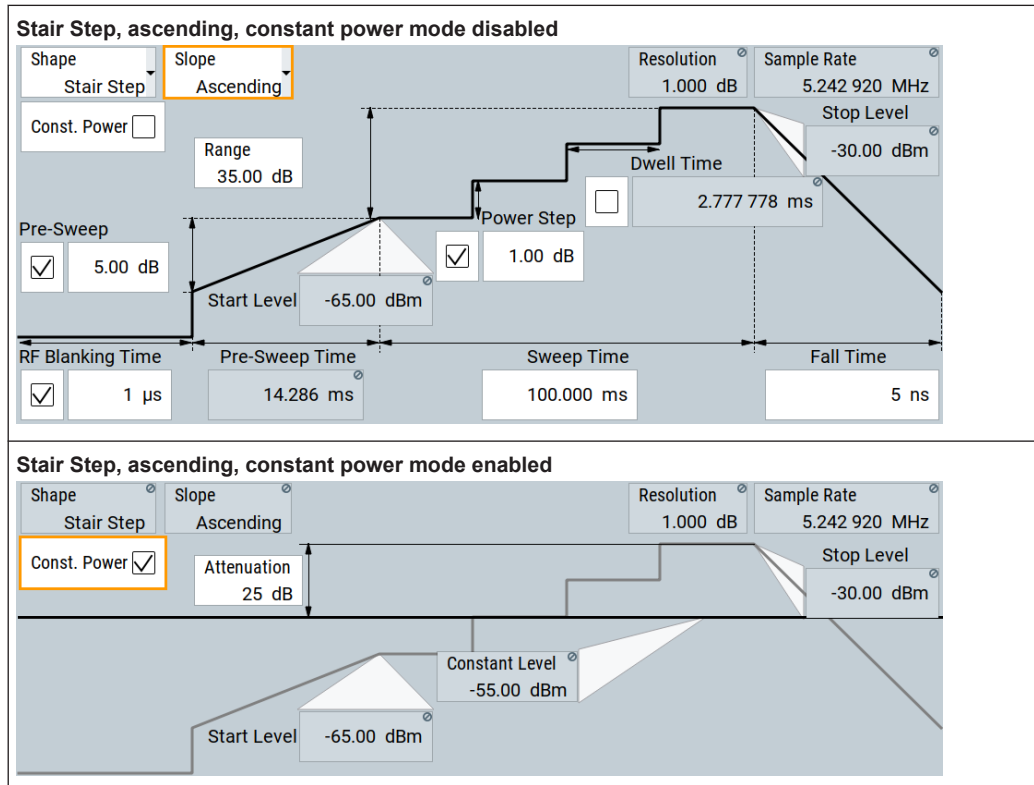 Stair Step, ascending, constant power mode disabled
Shape
Stair Step
Slope
Ascending
Resolution
1.000 dB
Sample Rate
5.242 920 MHz
Const. Power
Range
35.00 dB
Stop Level
-30.00 dBm
Dwell Time
2.777 778 ms
Power Step
1.00 dB
Pre-Sweep
5.00 dB
Start Level
-65.00 dBm
RF Blanking Time
1 µs
Pre-Sweep Time
14.286 ms
Sweep Time
100.000 ms
Fall Time
5 ns
Stair Step, ascending, constant power mode enabled
Shape
Stair Step
Slope
Ascending
Resolution
1.000 dB
Sample Rate
5.242 920 MHz
Const. Power
Attenuation
25 dB
Stop Level
-30.00 dBm
Constant Level
-55.00 dBm
Start Level
-65.00 dBm